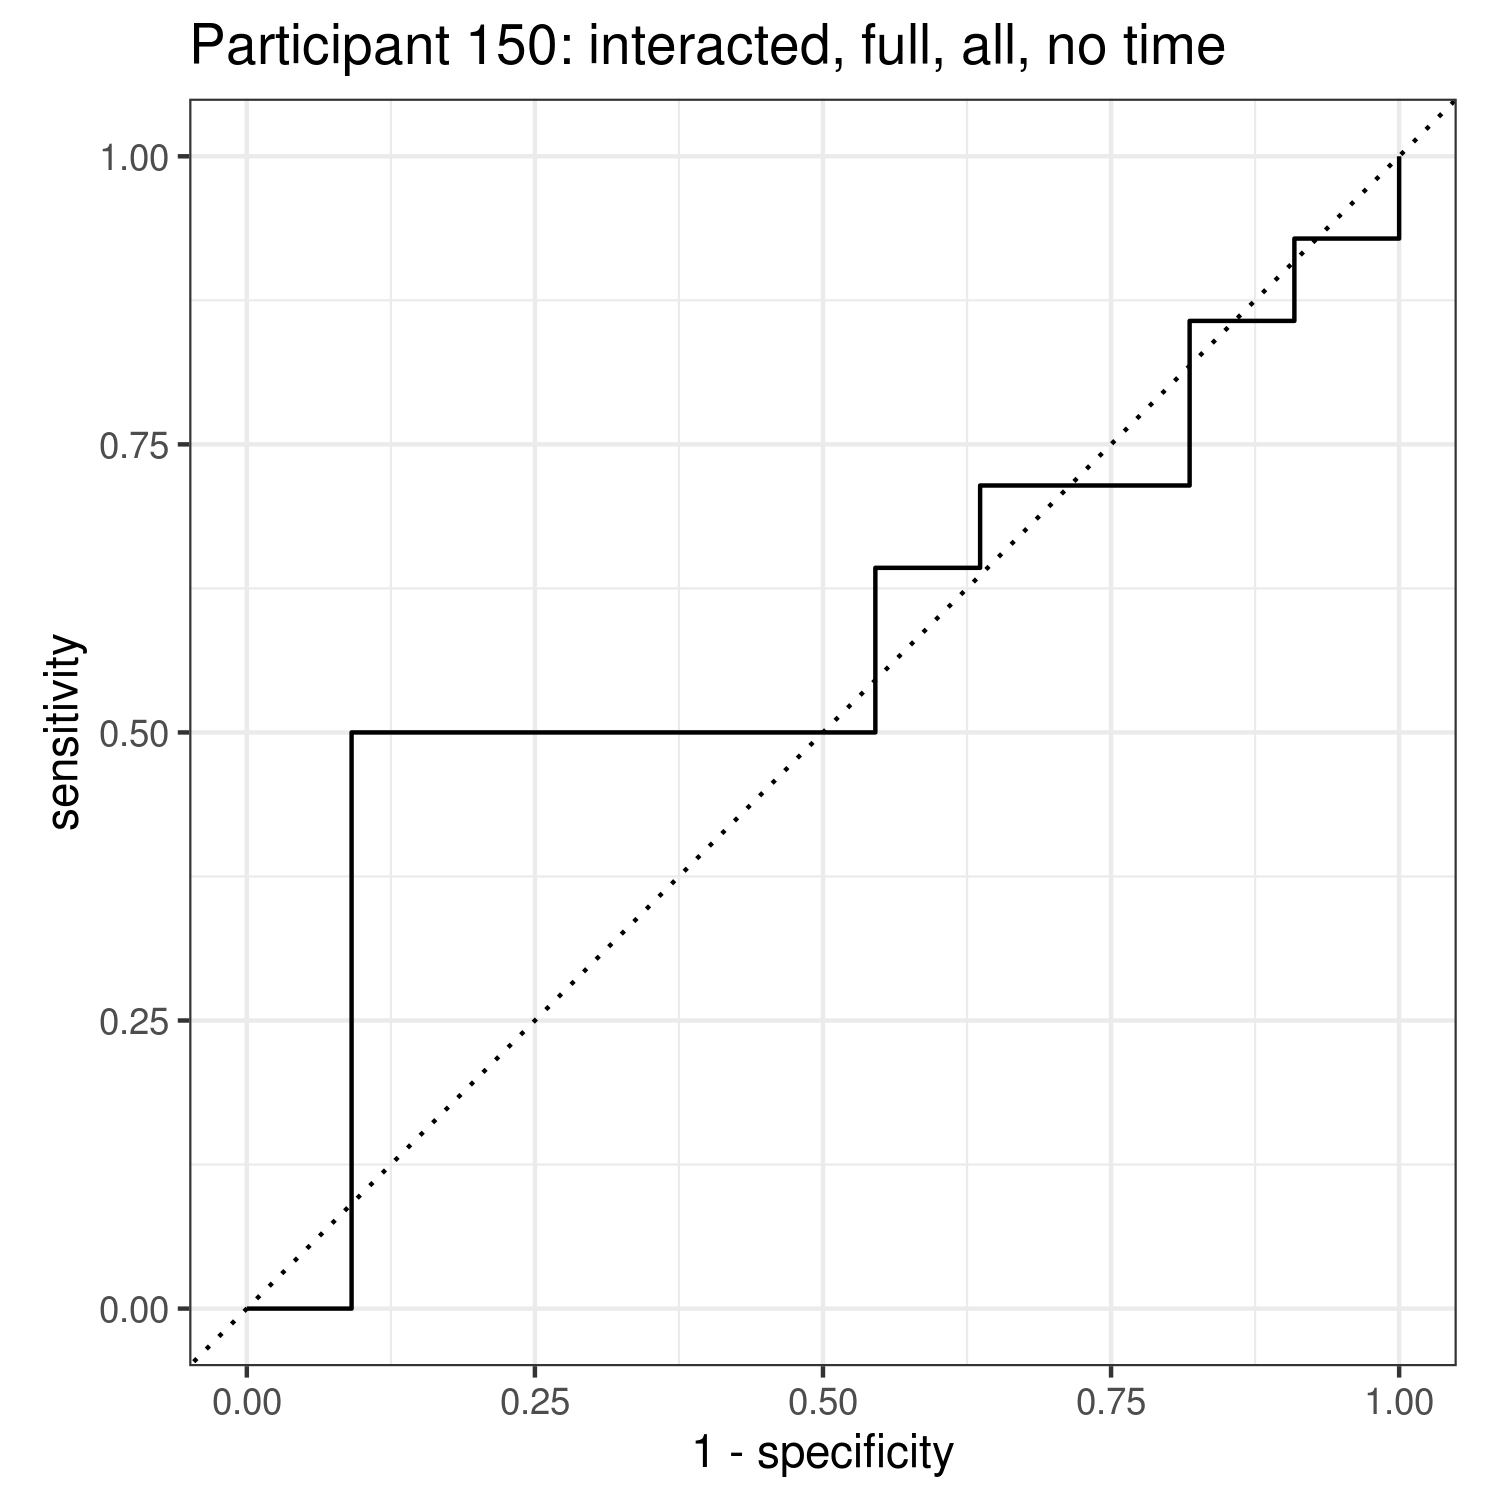 Participant 150: interacted, full, all, no time
1.00
0.75
0.50
0.25
0.00
sensitivity
0.00 0.25 0.50 0.75 1.00
1 - specificity